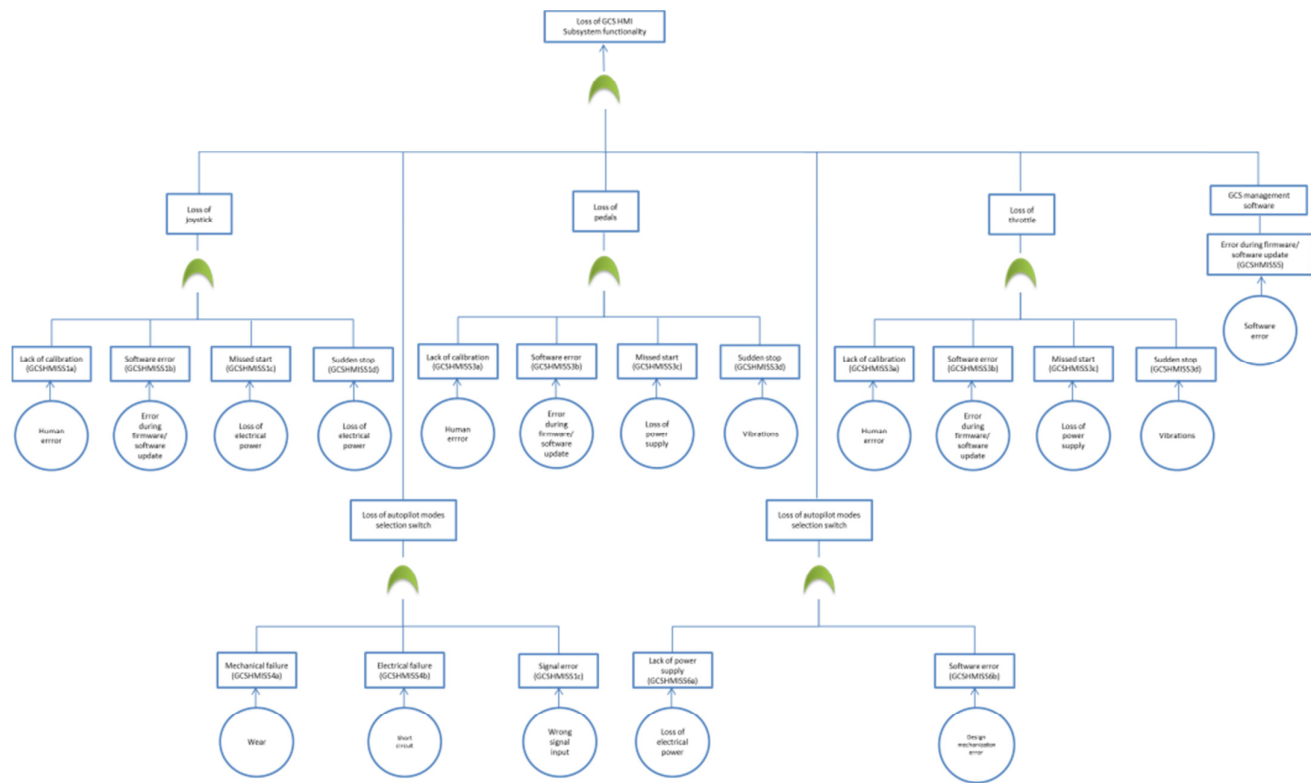 Loss of GCS HMI
Subsystem functionality
Loss of
joystick
Loss of
pedals
Loss of
throttle
GCS management
software
Error during firmware/
software update
(GCSHMISS5)
Software
error
Lack of calibration
(GCSHMISS1a)
Software error
(GCSHMISS1b)
Missed start
(GCSHMISS1c)
Sudden stop
(GCSHMISS1d)
Lack of calibration
(GCSHMISS3a)
Software error
(GCSHMISS3b)
Missed start
(GCSHMISS3c)
Sudden stop
(GCSHMISS3d)
Lack of calibration
(GCSHMISS3a)
Software error
(GCSHMISS3b)
Missed start
(GCSHMISS3c)
Sudden stop
(GCSHMISS3d)
Human
errror
Error
during
firmware/
software
update
Loss of
electrical
power
Loss of
electrical
power
Human
errror
Error
during
firmware/
software
update
Loss of
power
supply
Vibrations
Human
errror
Error
during
firmware/
software
update
Loss of
power
supply
Vibrations
Loss of autopilot modes
selection switch
Loss of autopilot modes
selection switch
Mechanical failure
(GCSHMISS4a)
Electrical failure
(GCSHMISS4b)
Signal error
(GCSHMISS1c)
Lack of power
supply
(GCSHMISS6a)
Software error
(GCSHMISS6b)
Wear
Short
circuit
Wrong
signal
input
Loss of
electrical
power
Design
mechanization
error